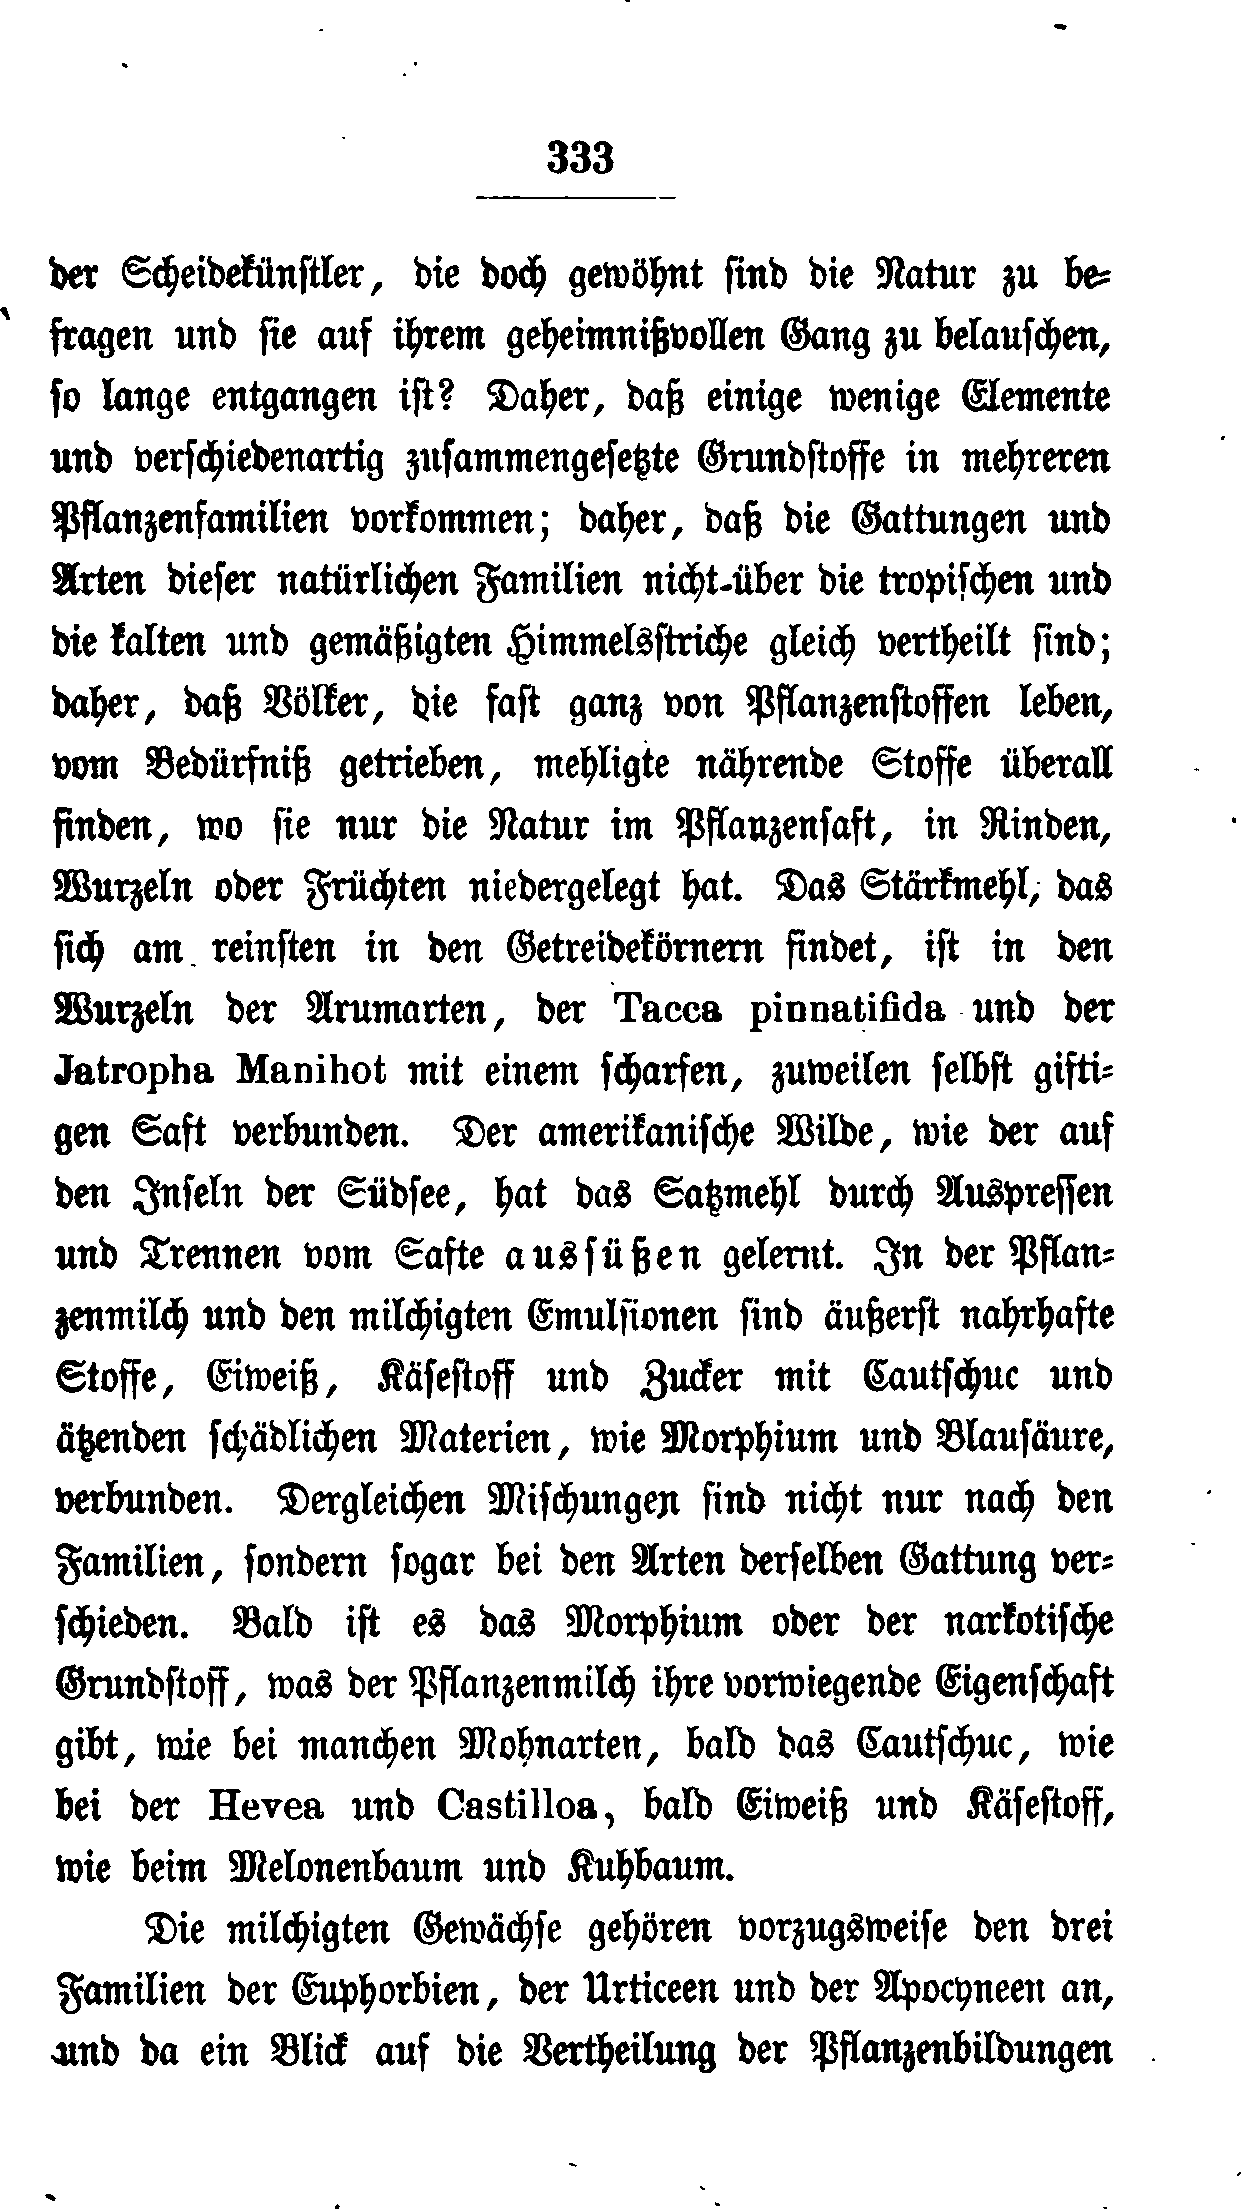 333
der Scheidekünstler, die doch gewöhnt sind die Natur zu be-
fragen und sie auf ihrem geheimnißvollen Gang zu belauschen,
so lange entgangen ist? Daher, daß einige wenige Elemente
und verschiedenartig zusammengesetzte Grundstoffe in mehreren
Pflanzenfamilien vorkommen; daher, daß die Gattungen und
Arten dieser natürlichen Familien nicht über die tropischen und
die kalten und gemäßigten Himmelsstriche gleich vertheilt sind;
daher, daß Völker, die fast ganz von Pflanzenstoffen leben,
vom Bedürfniß getrieben, mehligte nährende Stoffe überall
finden, wo sie nur die Natur im Pflanzensaft, in Rinden,
Wurzeln oder Früchten niedergelegt hat. Das Stärkmehl, das
sich am reinsten in den Getreidekörnern findet, ist in den
Wurzeln der Arumarten, der Tacca pinnatifida und der
Jatropha Manihot mit einem scharfen, zuweilen selbst gifti-
gen Saft verbunden. Der amerikanische Wilde, wie der auf
den Inseln der Südsee, hat das Satzmehl durch Auspressen
und Trennen vom Safte aussüßen gelernt. In der Pflan-
zenmilch und den milchigten Emulsionen sind äußerst nahrhafte
Stoffe, Eiweiß, Käsestoff und Zucker mit Cautschuc und
ätzenden schädlichen Materien, wie Morphium und Blausäure,
verbunden. Dergleichen Mischungen sind nicht nur nach den
Familien, sondern sogar bei den Arten derselben Gattung ver-
schieden. Bald ist es das Morphium oder der narkotische
Grundstoff, was der Pflanzenmilch ihre vorwiegende Eigenschaft
gibt, wie bei manchen Mohnarten, bald das Cautschuc, wie
bei der Hevea und Castilloa, bald Eiweiß und Käsestoff,
wie beim Melonenbaum und Kuhbaum.
Die milchigten Gewächse gehören vorzugsweise den drei
Familien der Euphorbien, der Urticeen und der Apocyneen an,
und da ein Blick auf die Vertheilung der Pflanzenbildungen